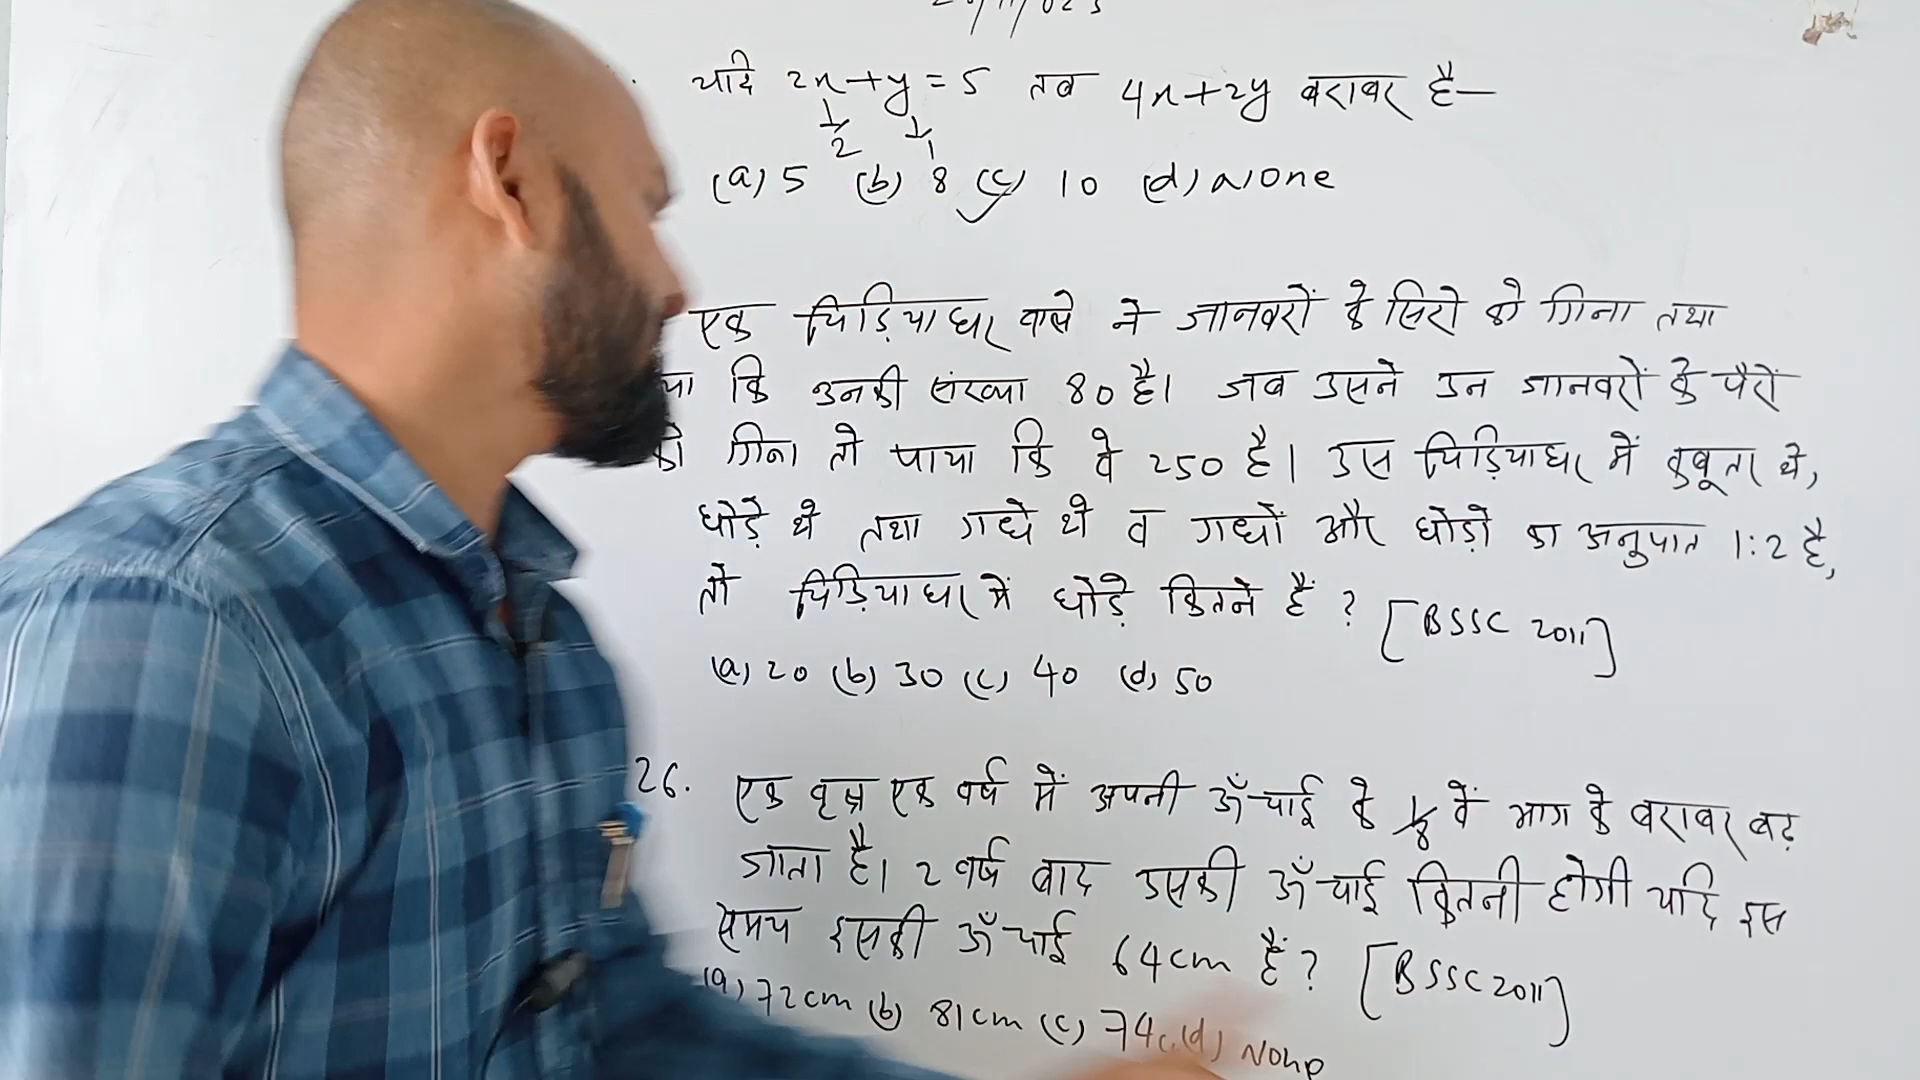 यदि 2x+y=5 तब 4x+2y बराबर है—
1/2 1/1
(a) 5 (b) 8 (c) 10 (d) None
एक चिड़ियाघर वाले ने जानवरों के सिरो को गिना तथा
कि उनकी संख्या 80 है। जब उसने उन जानवरों के पैरों
को गिना तो पाया कि वे 250 है। उस चिड़ियाघर में कबूतर थे,
घोड़े थे तथा गधे थे व गधों और घोड़ो का अनुपात 1:2 है,
तो चिड़ियाघर में घोड़े कितने हैं ? [BSSC 2011]
(a) 20 (b) 30 (c) 40 (d) 50
26. एक वृक्ष एक वर्ष में अपनी ऊँचाई के 1/8 वें भाग के बराबर बढ़
जाता है। 2 वर्ष बाद उसकी ऊँचाई कितनी होगी यदि इस
समय इसकी ऊँचाई 64cm हैं? [BSSC 2011]
(a) 72cm (b) 81cm (c) 74c. (d) None